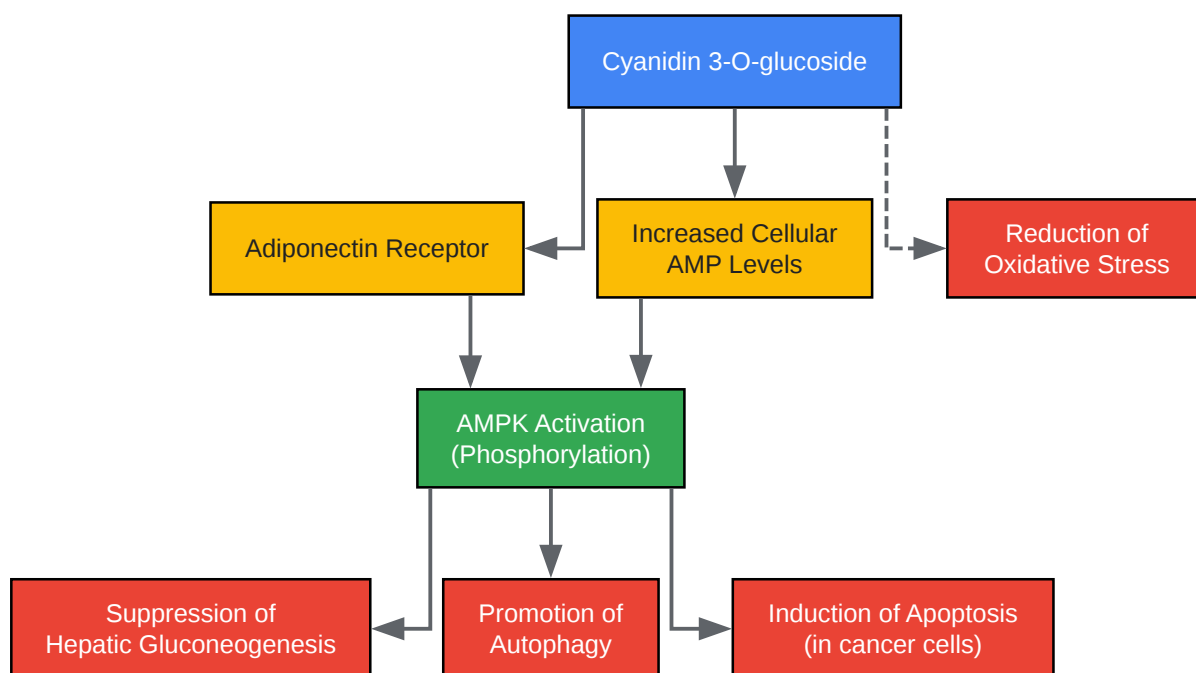 Cyanidin 3-O-glucoside
Adiponectin Receptor
Increased Cellular
AMP Levels
Reduction of
Oxidative Stress
AMPK Activation
(Phosphorylation)
Suppression of
Hepatic Gluconeogenesis
Promotion of
Autophagy
Induction of Apoptosis
(in cancer cells)